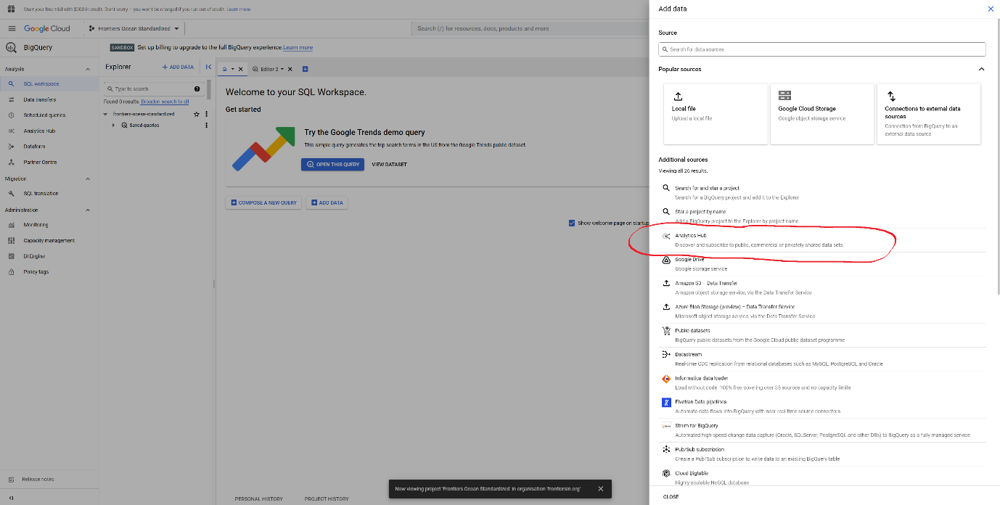 Start your free trial with $300 in credit. Don't worry – you won't be charged if you run out of credit. Learn more
Google Cloud
Frontiers Ocean Standardized
Search (/) for resources, docs, products and more
BigQuery
SANDBOX Set up billing to upgrade to the full BigQuery experience. Learn more
Analysis
SQL workspace
Data transfers
Scheduled queries
Analytics Hub
Dataform
Partner Centre
Migration
SQL translation
Administration
Monitoring
Capacity management
BI Engine
Policy tags
Release notes
Explorer
+ ADD DATA
Type to search
Found 0 results. Broaden search to all
frontiers-ocean-standardized
Saved queries
Editor 2
Welcome to your SQL Workspace.
Get started
Try the Google Trends demo query
This simple query generates the top search terms in the US from the Google Trends public dataset.
OPEN THIS QUERY
VIEW DATASET
COMPOSE A NEW QUERY
ADD DATA
Show welcome page on startup
Now viewing project 'Frontiers Ocean Standardized' in organisation 'frontiersin.org'
PERSONAL HISTORY
PROJECT HISTORY
Add data
Source
Search for data sources
Popular sources
Local file
Upload a local file
Google Cloud Storage
Google object storage service
Connections to external data
sources
Connection from BigQuery to an
external data source
Additional sources
Viewing all 26 results.
Search for and star a project
Search for a BigQuery project and add it to the Explorer
Star a project by name
Add a BigQuery project to the Explorer by project name
Analytics Hub
Discover and subscribe to public, commercial or privately shared data sets
Google Drive
Google storage service
Amazon S3 – Data Transfer
Amazon object storage service, via the Data Transfer Service
Azure Blob Storage (preview) – Data Transfer Service
Microsoft object storage service, via the Data Transfer Service
Public datasets
BigQuery public datasets from the Google Cloud public dataset programme
Datastream
Real-time CDC replication from relational databases such as MySQL, PostgreSQL and Oracle
Informatica data loader
Load without code. 100% free covering over 35 sources and no capacity limits
Fivetran Data pipelines
Automate data flows into BigQuery with near real-time source connectors
Striim for BigQuery
Automated high-speed change data capture (Oracle, SQLServer, PostgreSQL and other DBs) to BigQuery as a fully managed service
Pub/Sub subscription
Create a Pub/Sub subscription to write data to an existing BigQuery table
Cloud Bigtable
Highly scalable NoSQL database
CLOSE